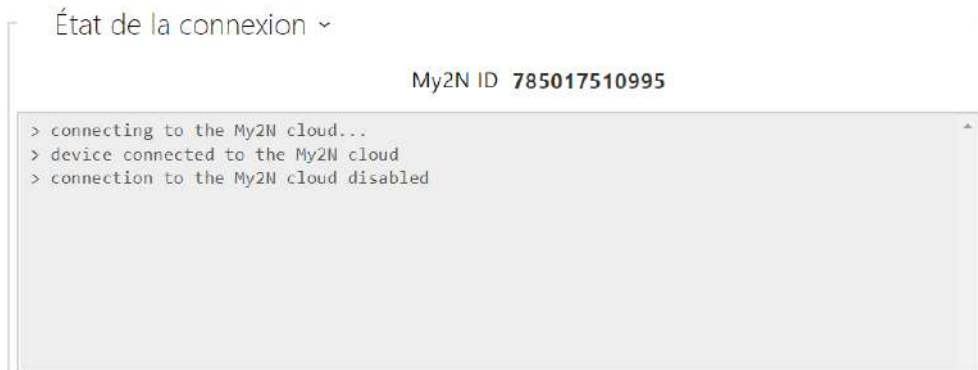 État de la connexion
My2N ID 785017510995
> connecting to the My2N cloud...
> device connected to the My2N cloud
> connection to the My2N cloud disabled